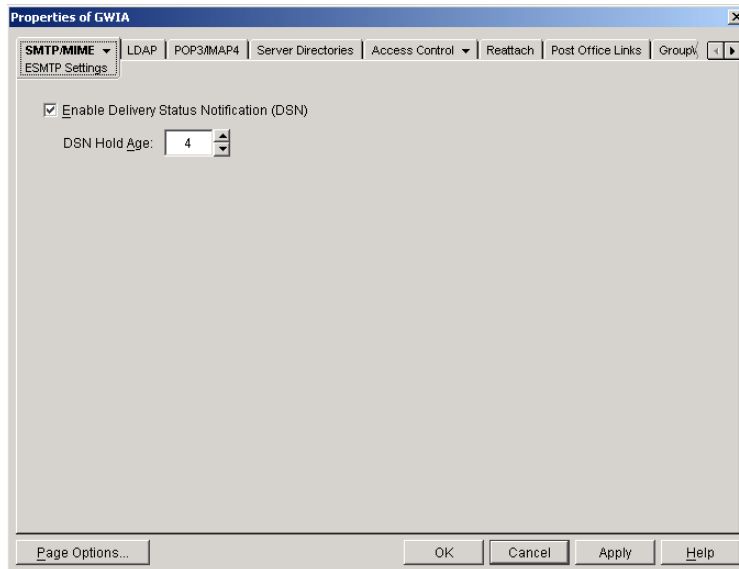 Properties of GWIA
SMTP/MIME LDAP POP3/IMAP4 Server Directories Access Control Reattach Post Office Links GroupW
ESMTP Settings
Enable Delivery Status Notification (DSN)
DSN Hold Age: 4
Page Options... OK Cancel Apply Help